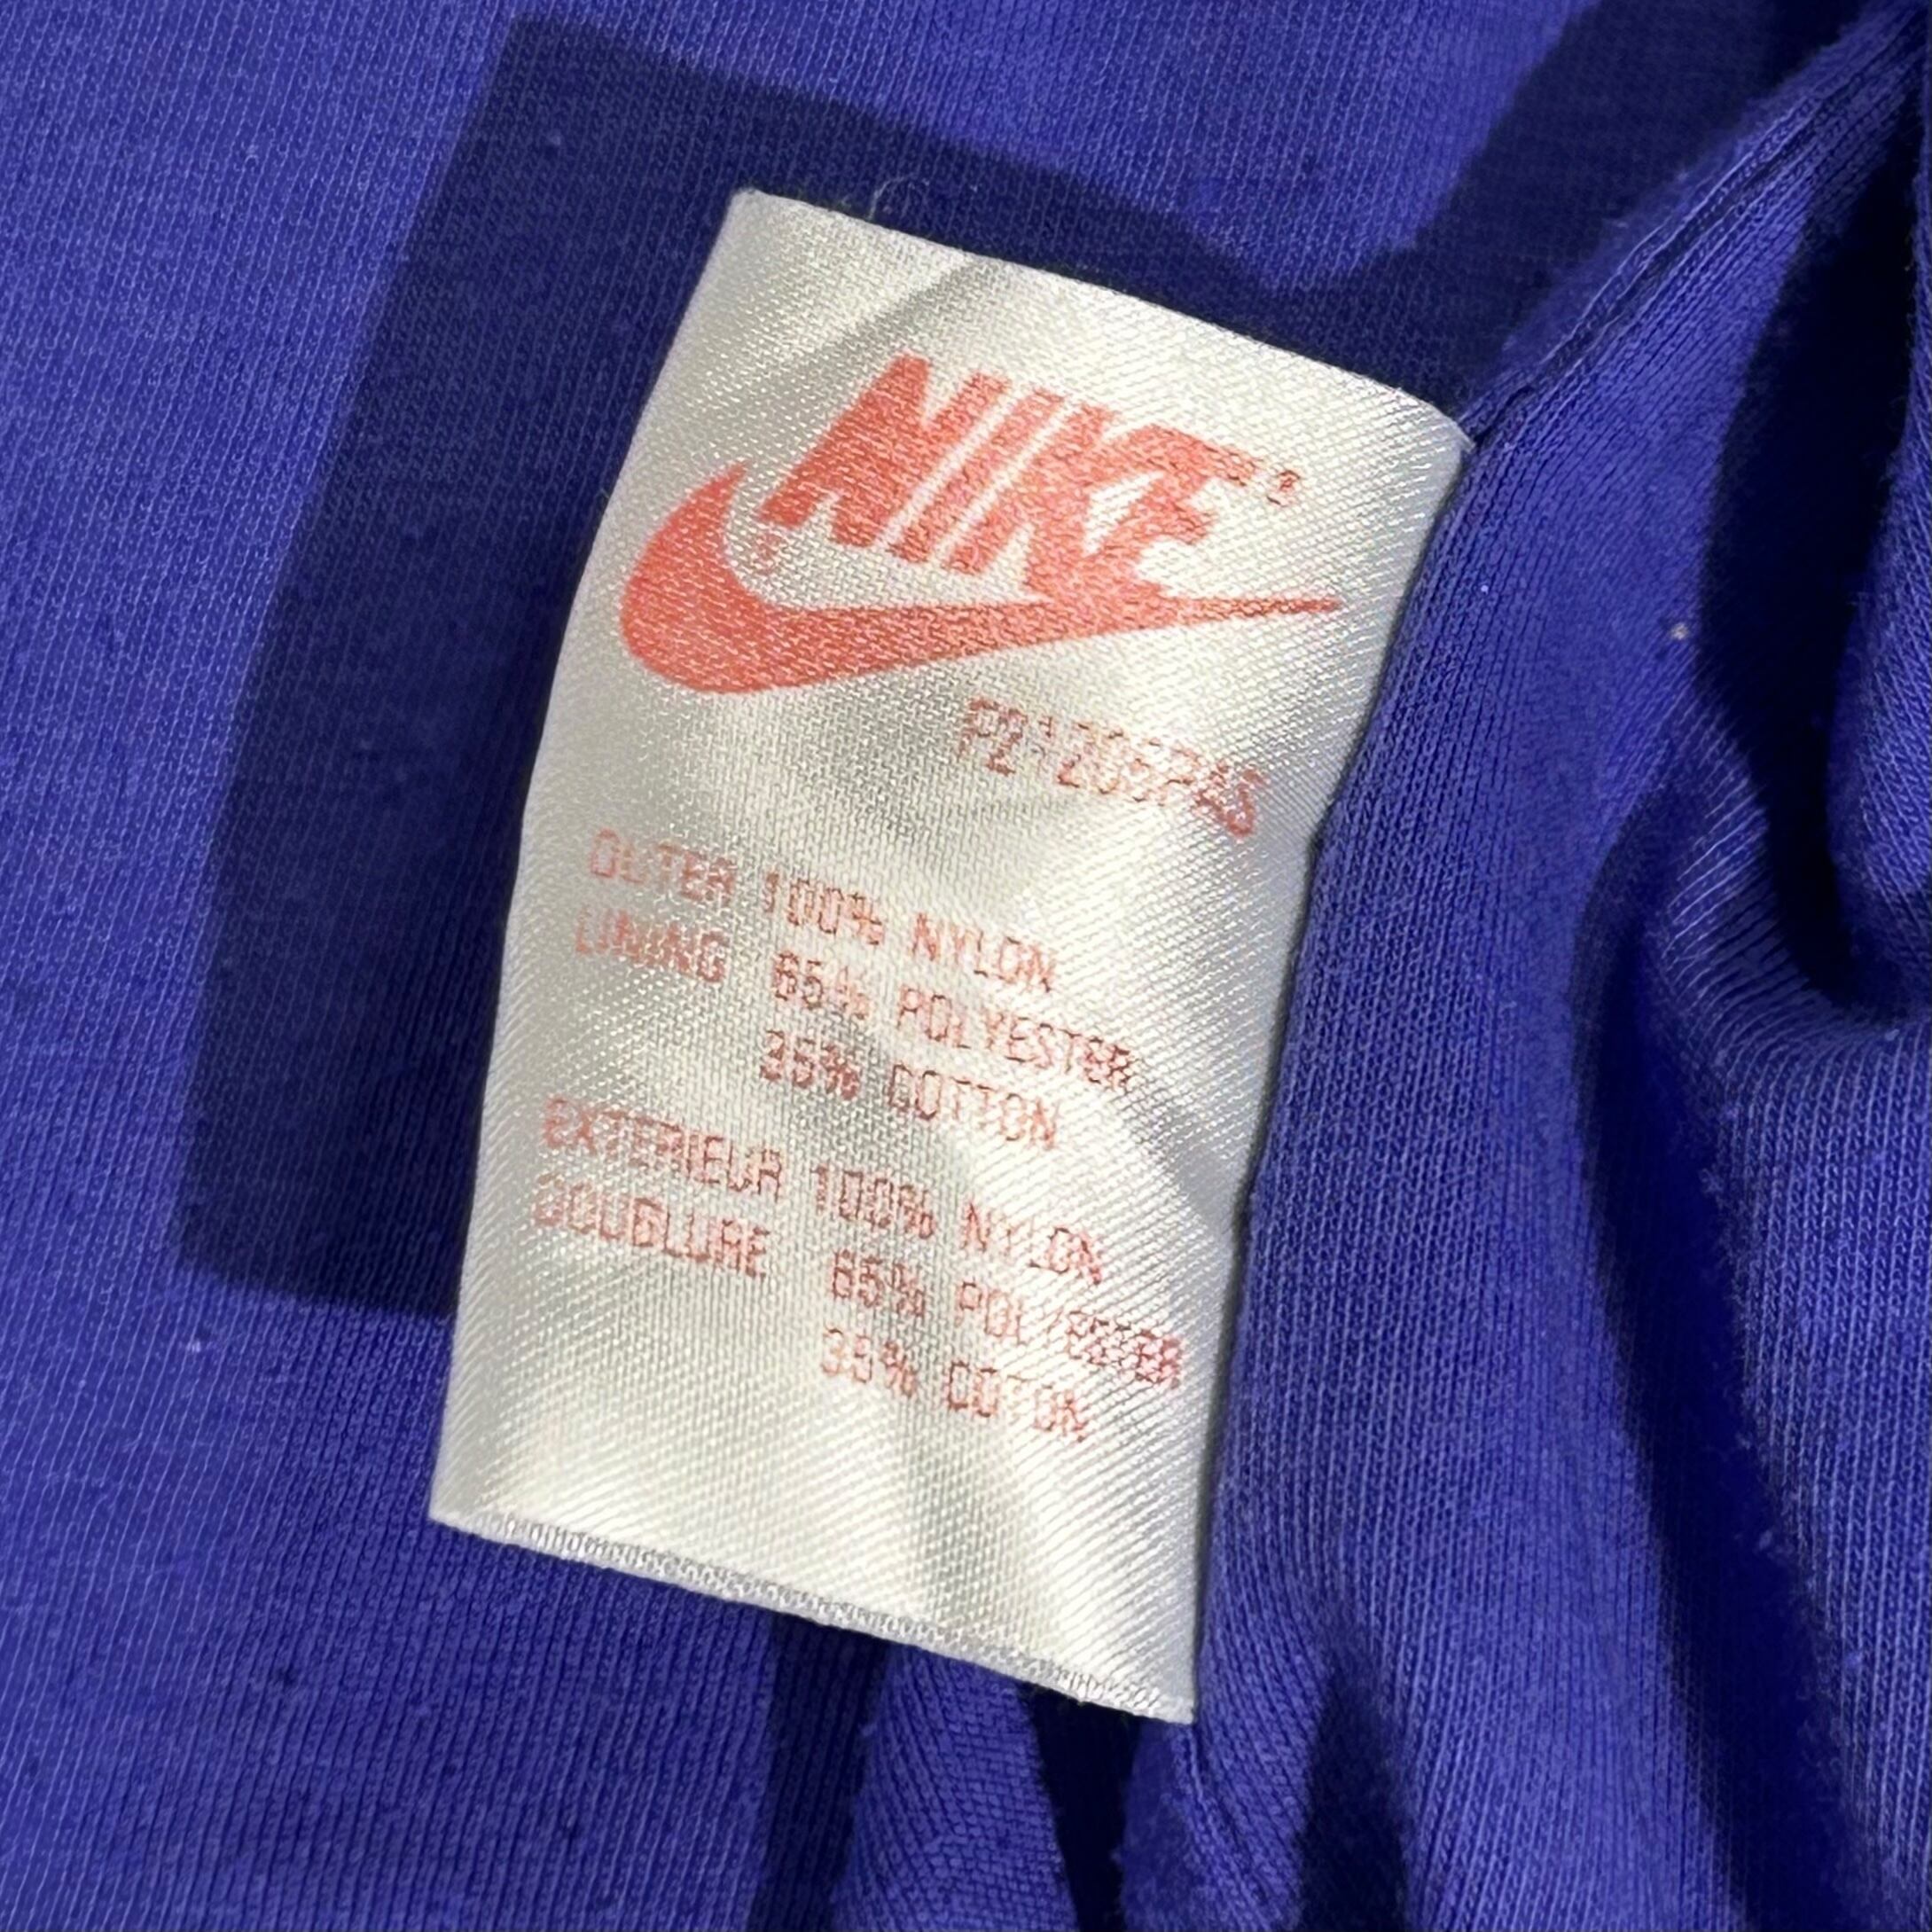 NIKE
OUTER 100% NYLON
LINING 65% POLYESTER
35% COTTON
EXTERIEUR 100% NYLON
DOUBLURE 65% POLYESTER
35% COTON